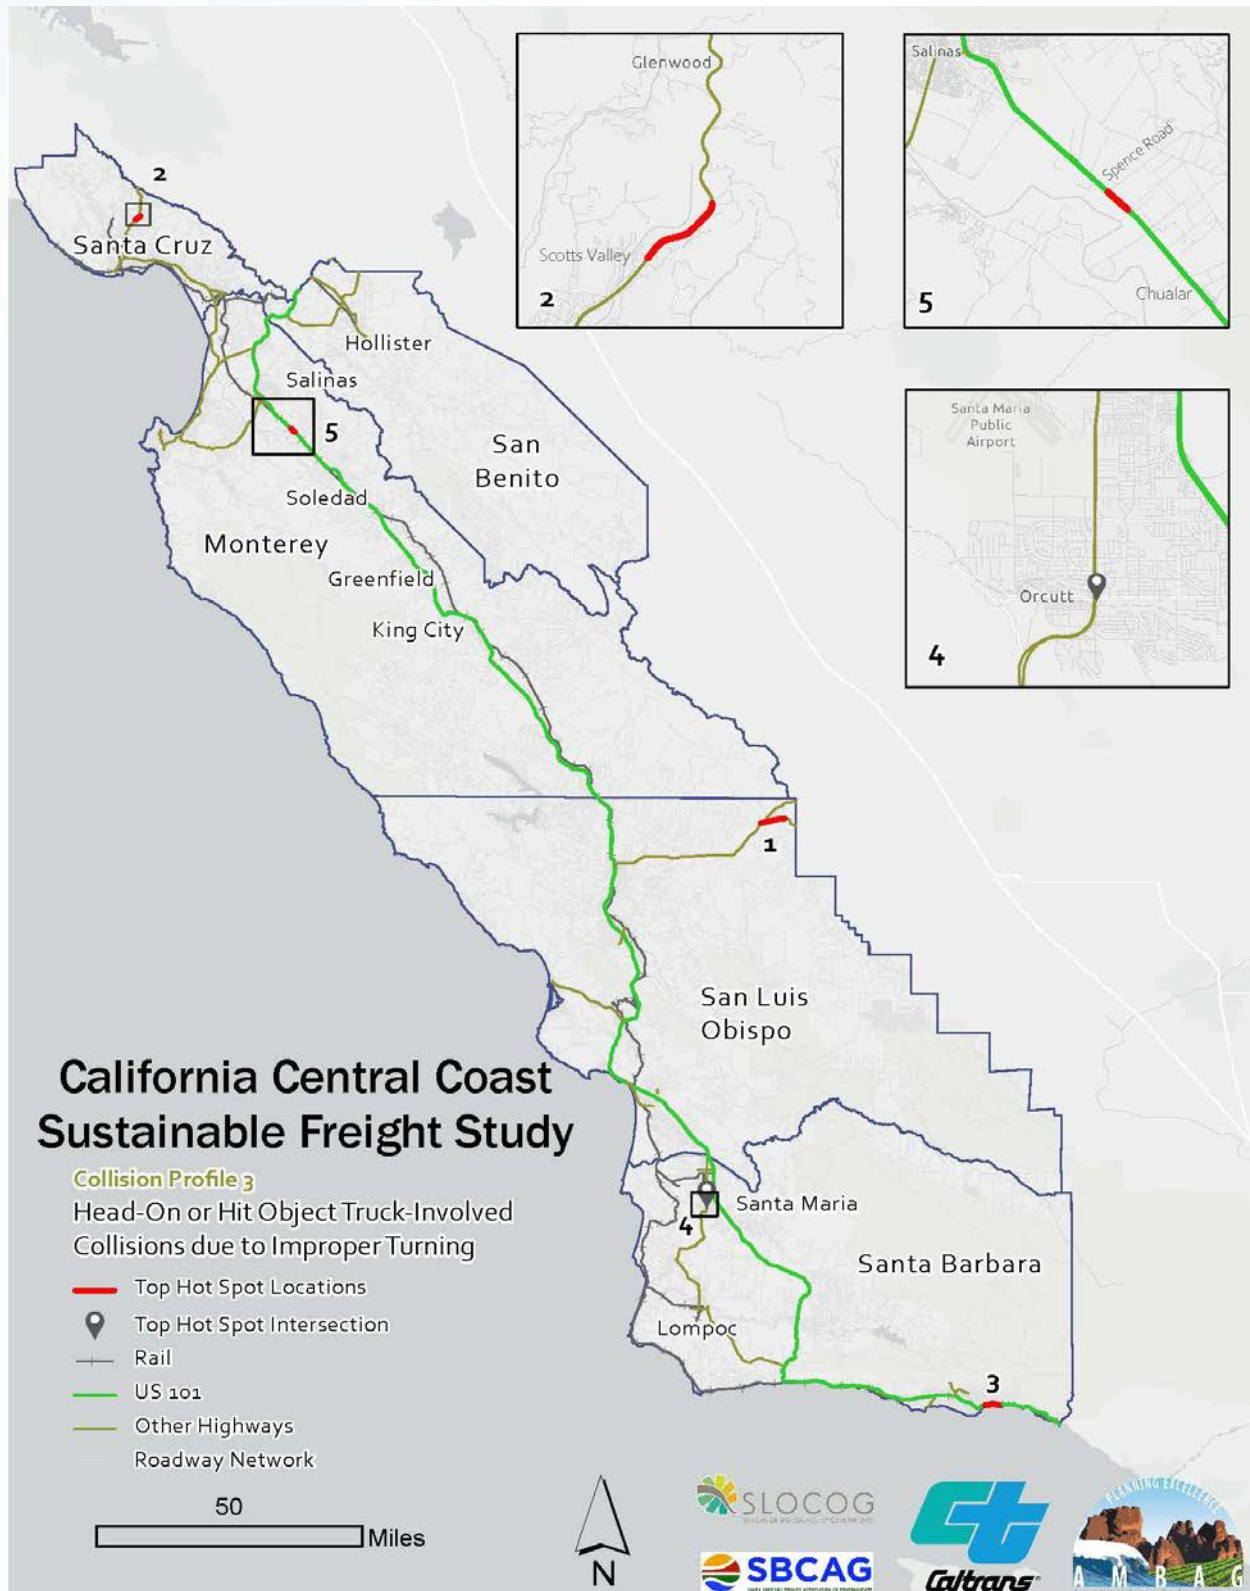 Glenwood
Scotts Valley
2
Salinas
Spence Road
Chualar
5
2
Santa Cruz
Hollister
Salinas
5
San
Benito
Soledad
Monterey
Greenfield
King City
Santa Maria
Public
Airport
Orcutt
4
1
San Luis
Obispo
California Central Coast
Sustainable Freight Study
Collision Profile 3
Head-On or Hit Object Truck-Involved
Collisions due to Improper Turning
Top Hot Spot Locations
Top Hot Spot Intersection
Rail
US 101
Other Highways
Roadway Network
50
Miles
Santa Maria
4
Santa Barbara
Lompoc
3
N
SLOCOG
SBCAG
Caltrans
PLANNING EXCELLENCE
AMBAG